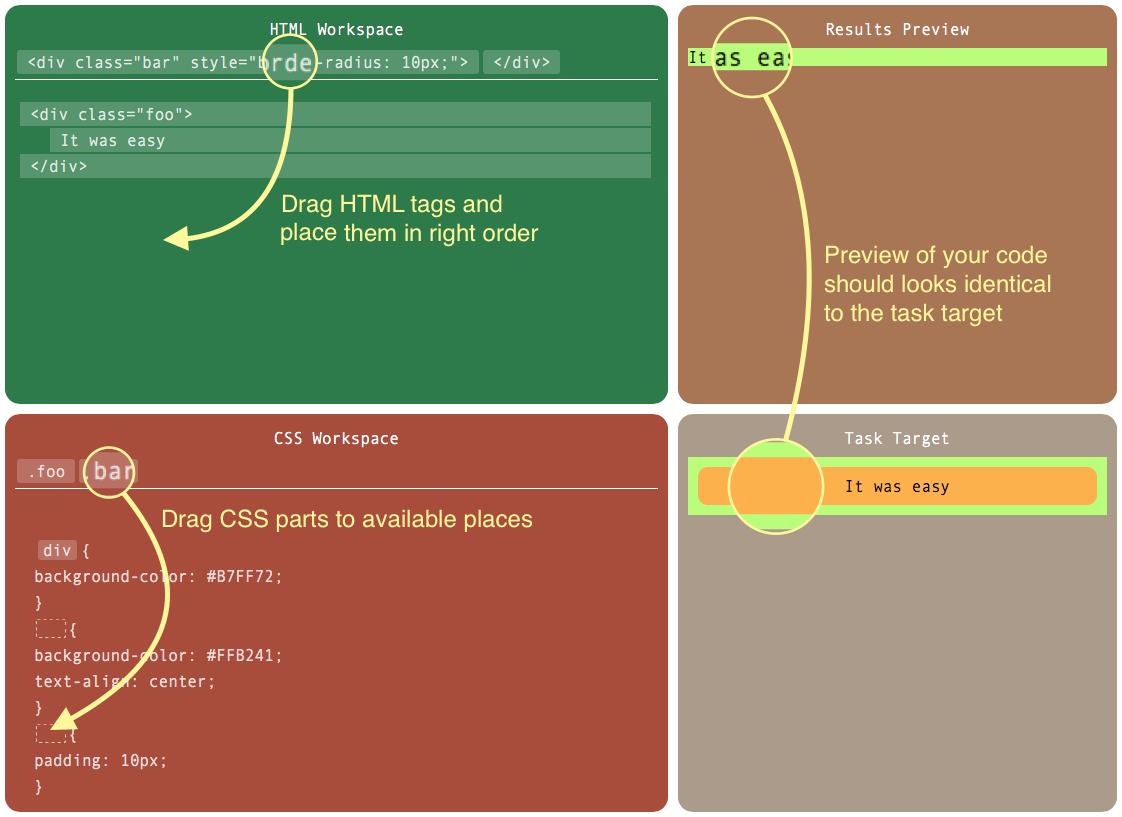 HTML Workspace
<div class="bar" style="borde-radius: 10px;"> </div>
<div class="foo">
It was easy
</div>
Drag HTML tags and
place them in right order
Results Preview
It as eas
Preview of your code
should looks identical
to the task target
CSS Workspace
.foo .bar
Drag CSS parts to available places
div {
background-color: #B7FF72;
}
{
background-color: #FFB241;
text-align: center;
}
{
padding: 10px;
}
Task Target
It was easy